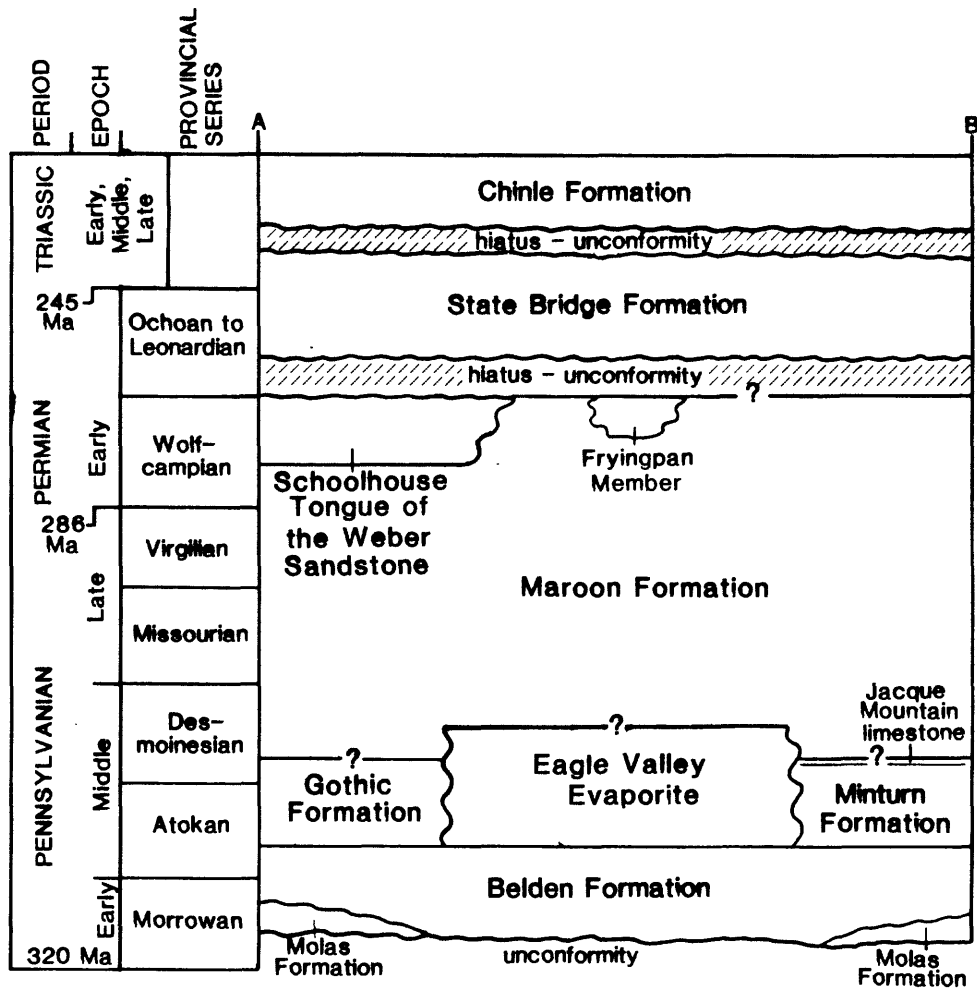 PERIOD
EPOCH
PROVINCIAL
SERIES
A
B
TRIASSIC
Early,
Middle,
Late
Chinle Formation
hiatus - unconformity
245
Ma
Ochoan to
Leonardian
State Bridge Formation
hiatus - unconformity
?
PERMIAN
Early
Wolf-
campian
Schoolhouse
Tongue of
the Weber
Sandstone
Fryingpan
Member
286
Ma
Virgilian
Late
Missourian
Maroon Formation
PENNSYLVANIAN
Middle
Des-
moinesian
?
Gothic
Formation
?
Eagle Valley
Evaporite
Jacque
Mountain
limestone
?
Minturn
Formation
Atokan
Belden Formation
Early
Morrowan
320 Ma
Molas
Formation
unconformity
Molas
Formation